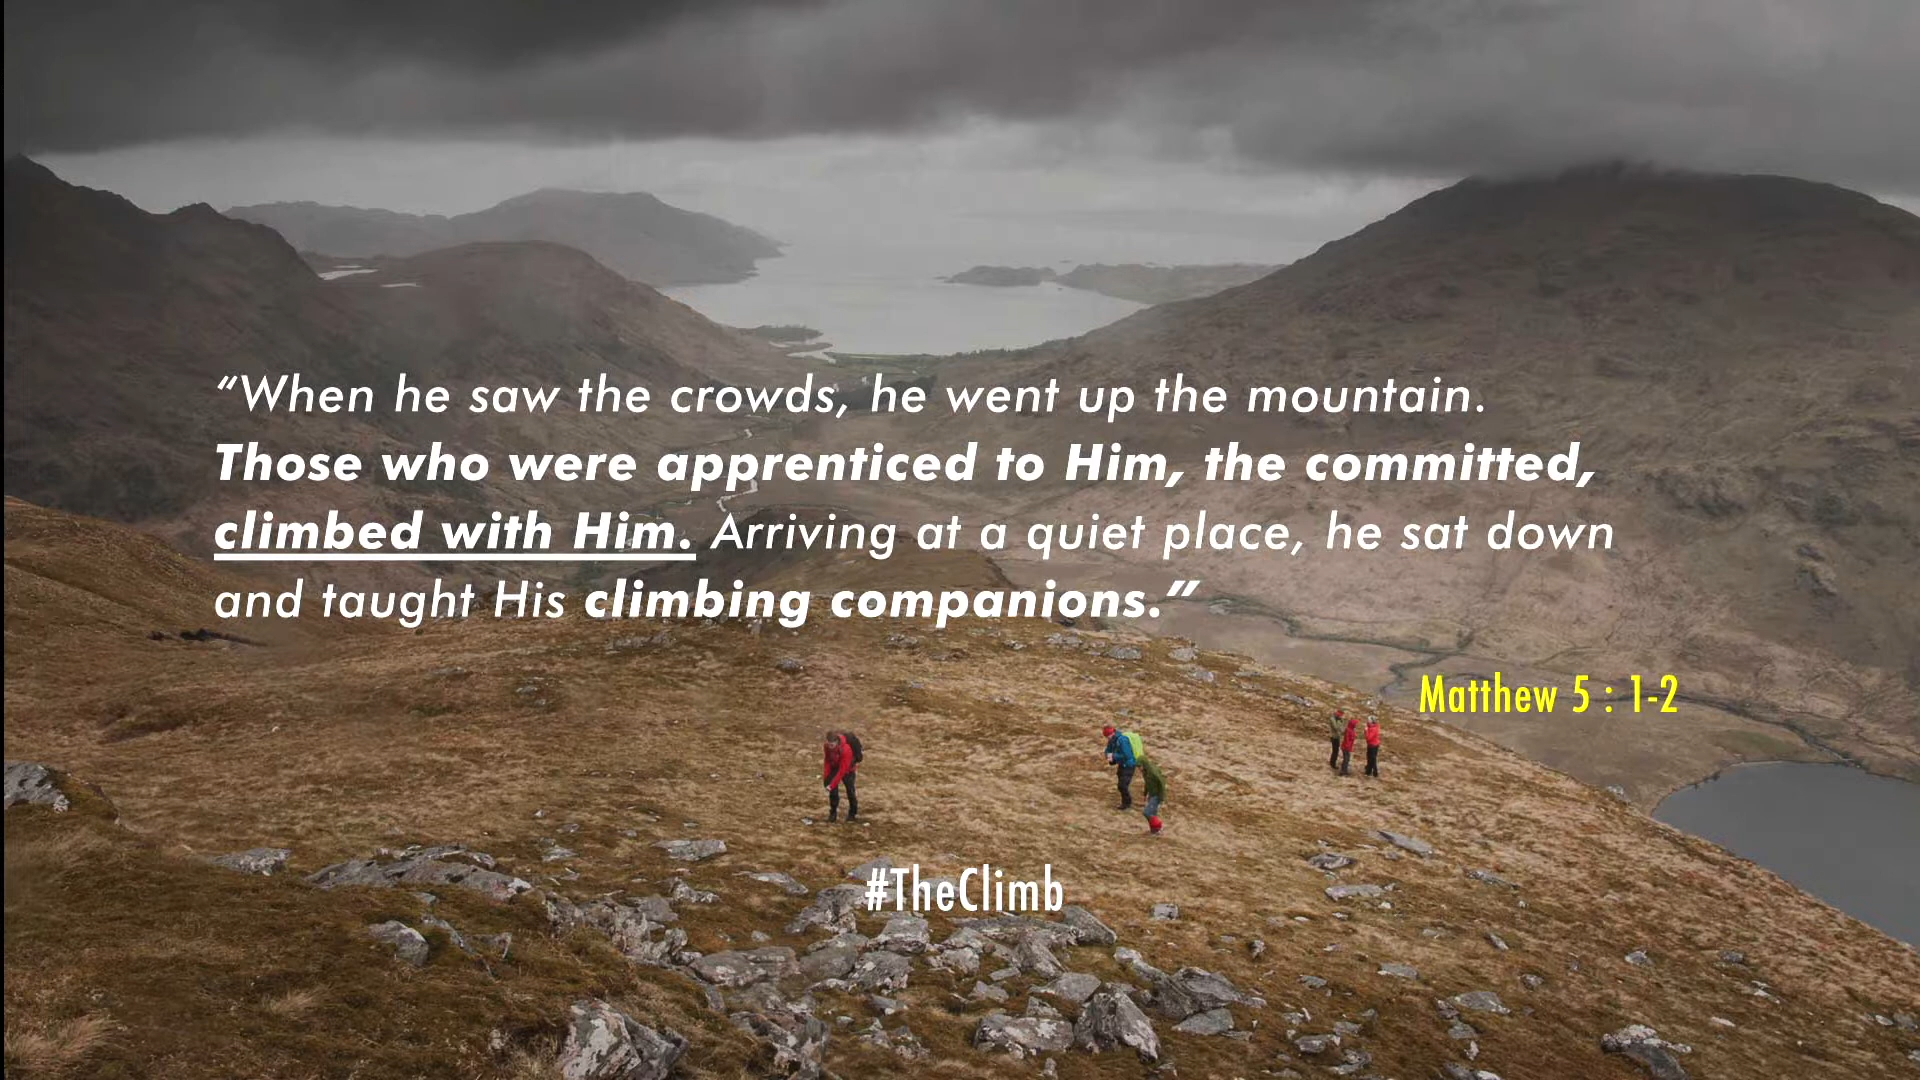 “When he saw the crowds, he went up the mountain.
Those who were apprenticed to Him, the committed,
climbed with Him. Arriving at a quiet place, he sat down
and taught His climbing companions.”
Matthew 5 : 1-2
#TheClimb